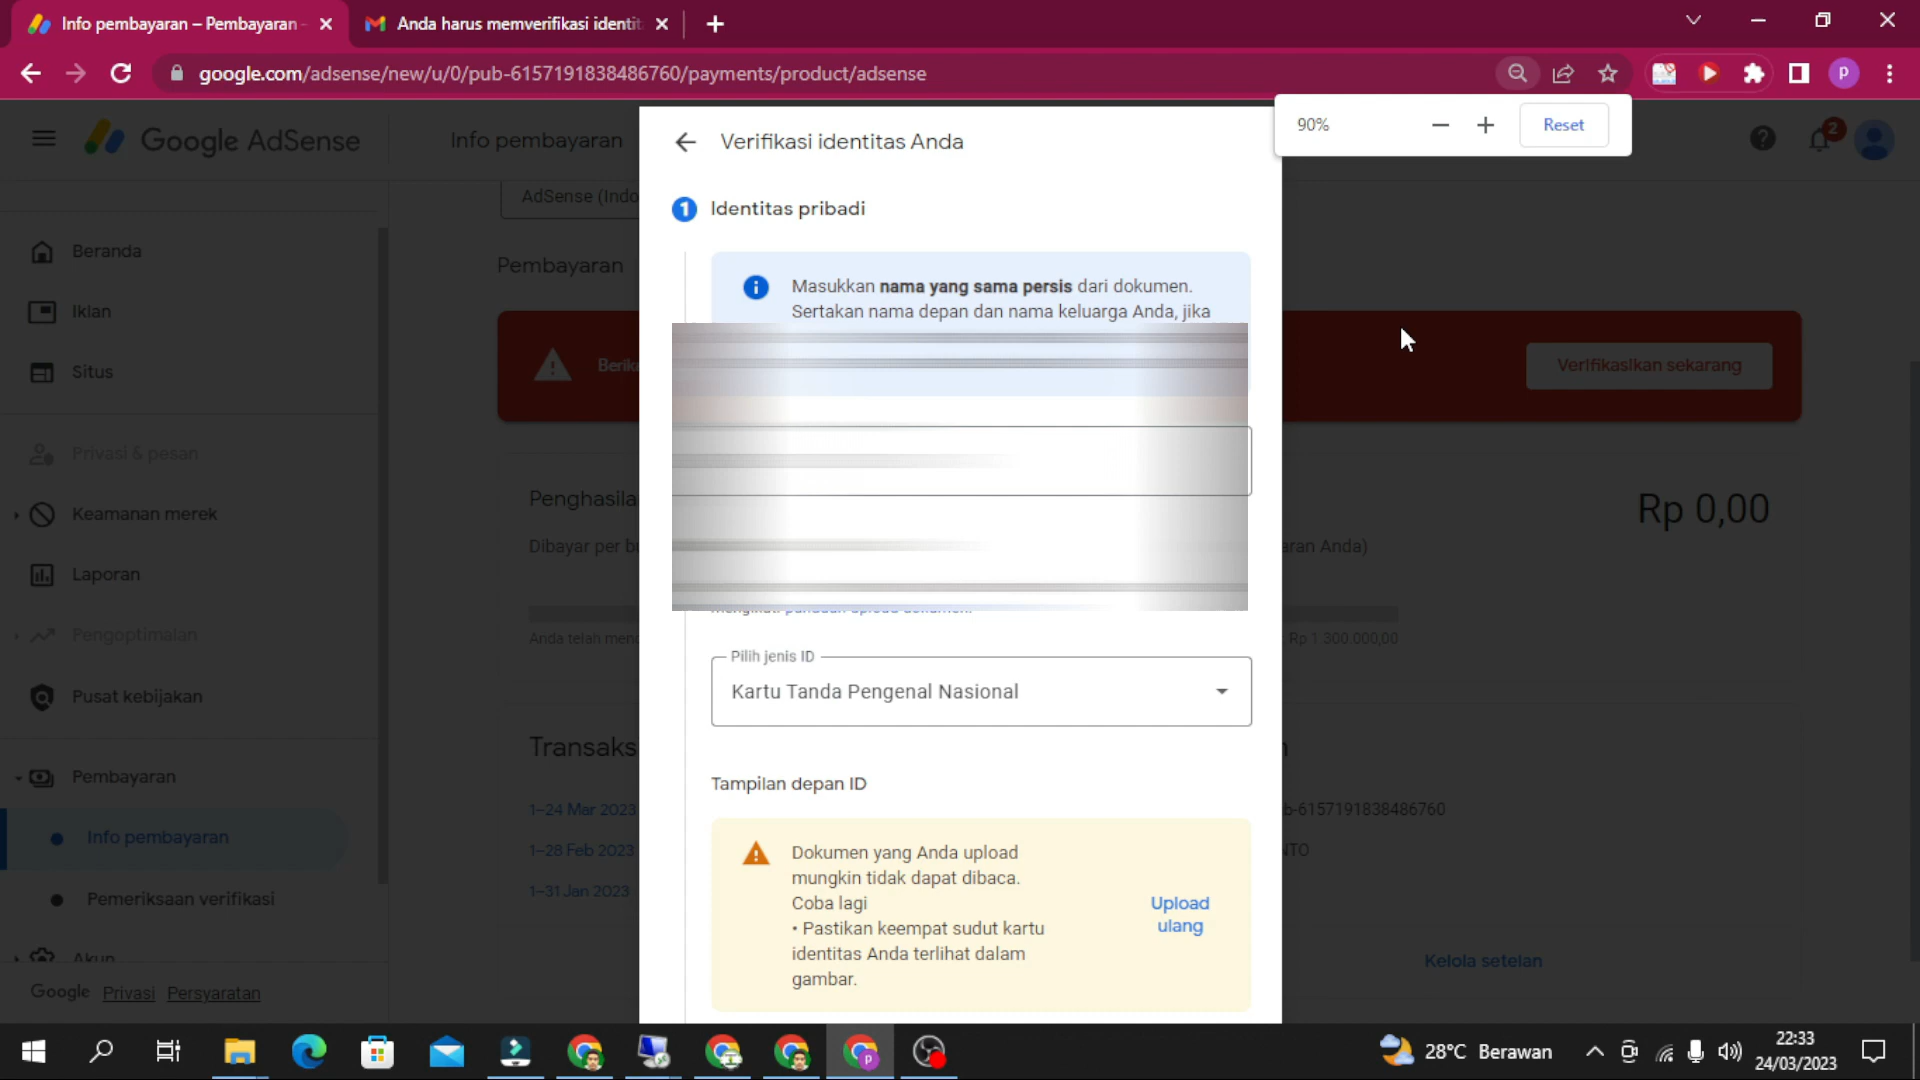 Info pembayaran – Pembayaran
Anda harus memverifikasi identit
google.com/adsense/new/u/0/pub-6157191838486760/payments/product/adsense
P
90%
Reset
Google AdSense
Info pembayaran
2
AdSense (Indo
Beranda
Iklan
Situs
Privasi & pesan
Keamanan merek
Laporan
Pengoptimalan
Pusat kebijakan
Pembayaran
Info pembayaran
Pemeriksaan verifikasi
Akun
Google Privasi Persyaratan
Pembayaran
Berika
Verifikasikan sekarang
Penghasila
Rp 0,00
Dibayar per bu
aran Anda)
Anda telah menc
Rp 1.300.000,00
Transaks
1–24 Mar 2023
b-6157191838486760
1–28 Feb 2023
NTO
1–31 Jan 2023
Kelola setelan
Verifikasi identitas Anda
1 Identitas pribadi
Masukkan nama yang sama persis dari dokumen.
Sertakan nama depan dan nama keluarga Anda, jika
Pilih jenis ID
Kartu Tanda Pengenal Nasional
Tampilan depan ID
Dokumen yang Anda upload
mungkin tidak dapat dibaca.
Coba lagi
• Pastikan keempat sudut kartu
identitas Anda terlihat dalam
gambar.
Upload
ulang
28°C Berawan
22:33
24/03/2023